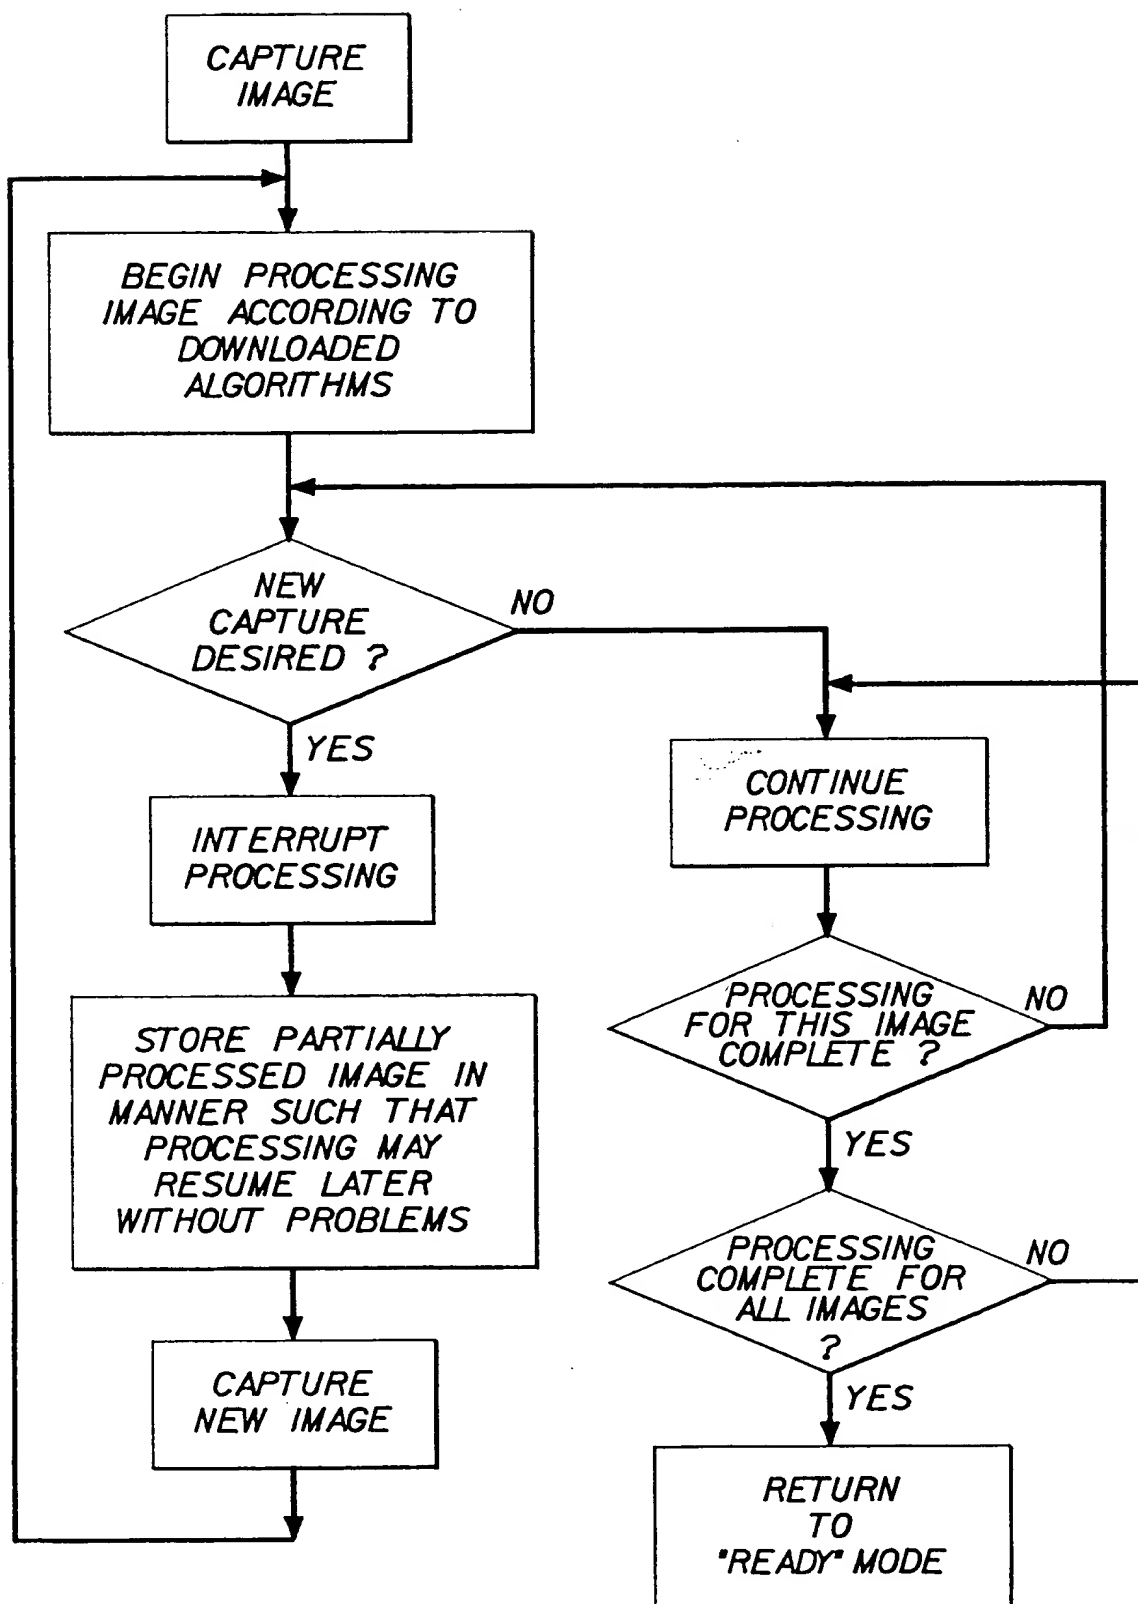 CAPTURE
IMAGE
BEGIN PROCESSING
IMAGE ACCORDING TO
DOWNLOADED
ALGORITHMS
NEW
CAPTURE
DESIRED ?
NO
YES
INTERRUPT
PROCESSING
STORE PARTIALLY
PROCESSED IMAGE IN
MANNER SUCH THAT
PROCESSING MAY
RESUME LATER
WITHOUT PROBLEMS
CAPTURE
NEW IMAGE
CONTINUE
PROCESSING
PROCESSING
FOR THIS IMAGE
COMPLETE ?
NO
YES
PROCESSING
COMPLETE FOR
ALL IMAGES
?
NO
YES
RETURN
TO
"READY" MODE